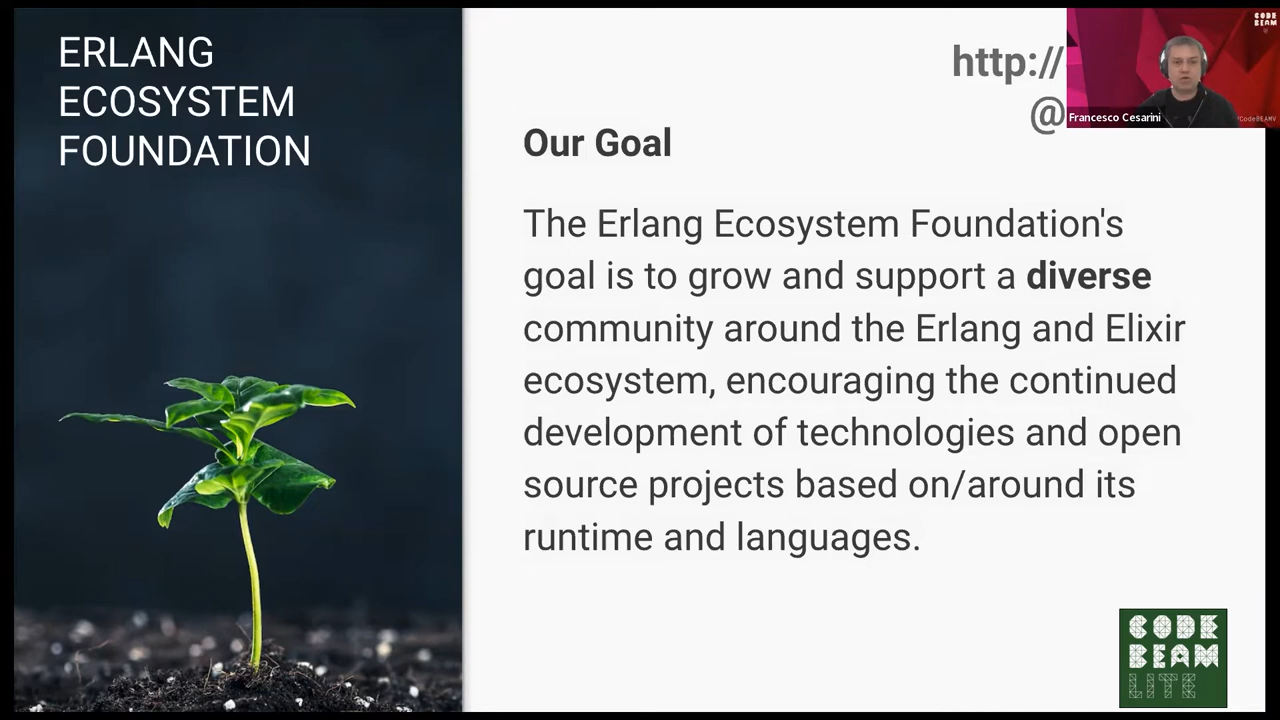 ERLANG
ECOSYSTEM
FOUNDATION
http://
@
CODE
BEAM
Francesco Cesarini
Our Goal
The Erlang Ecosystem Foundation's
goal is to grow and support a diverse
community around the Erlang and Elixir
ecosystem, encouraging the continued
development of technologies and open
source projects based on/around its
runtime and languages.
CODE
BEAM
LITE